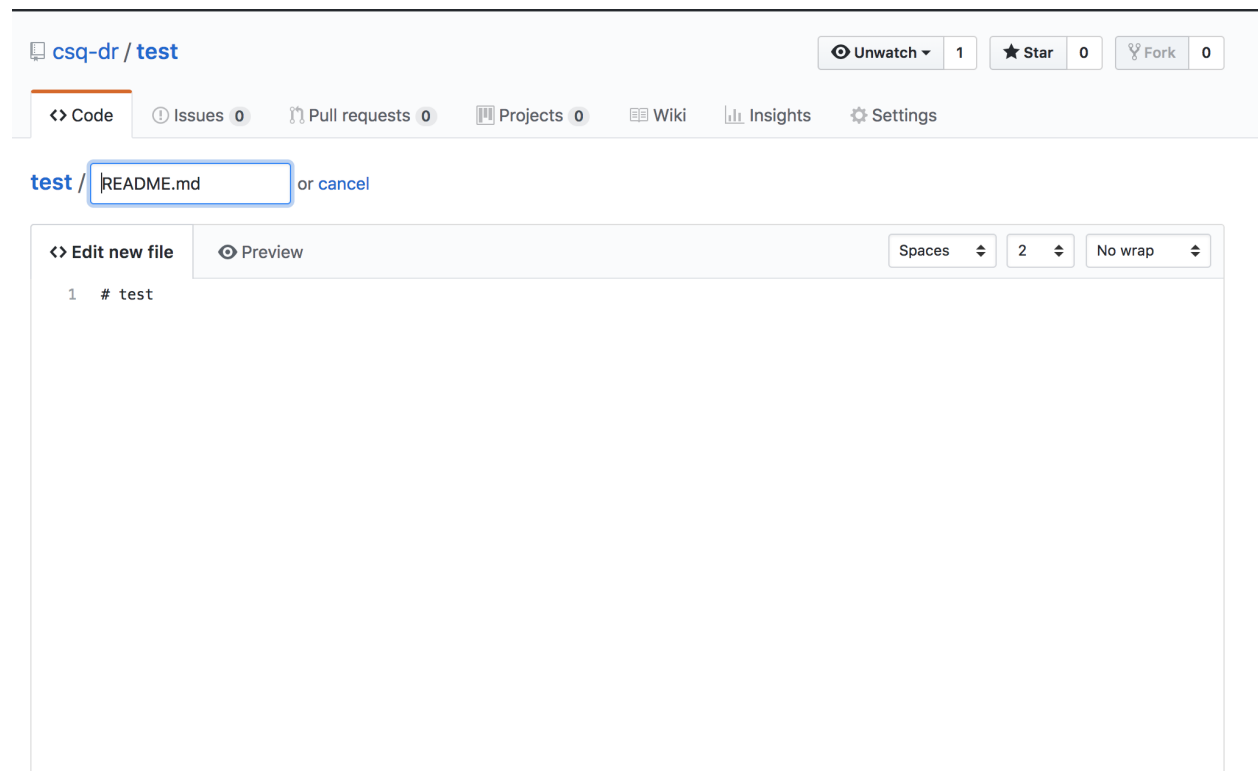 csq-dr / test
Unwatch 1 Star 0 Fork 0
Code Issues 0 Pull requests 0 Projects 0 Wiki Insights Settings
test / README.md or cancel
Edit new file Preview Spaces 2 No wrap
1 # test